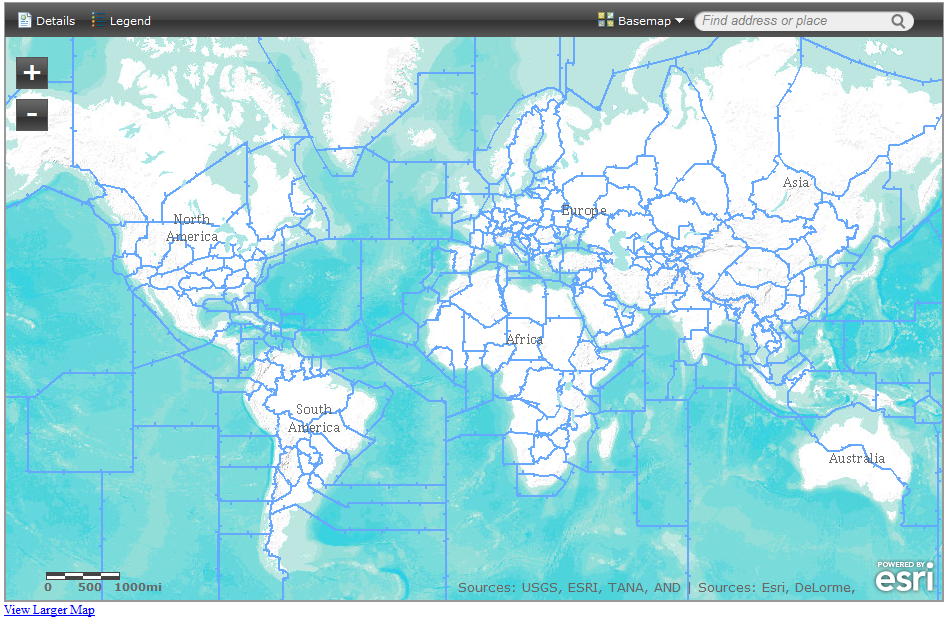 Details Legend Basemap Find address or place
+
-
Asia
Europe
North
America
Africa
South
America
Australia
POWERED BY
esri
0 500 1000mi
Sources: USGS, ESRI, TANA, AND | Sources: Esri, DeLorme,
View Larger Map